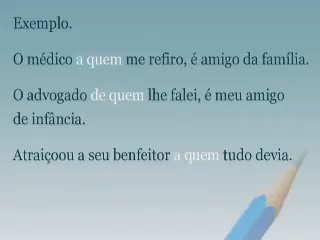 Exemplo.
O médico a quem me refiro, é amigo da família.
O advogado de quem lhe falei, é meu amigo
de infância.
Atraiçoou a seu benfeitor a quem tudo devia.